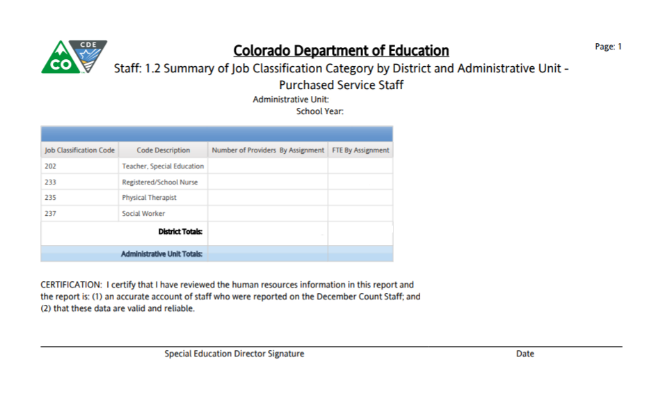 CDE
CO
Colorado Department of Education
Page: 1
Staff: 1.2 Summary of Job Classification Category by District and Administrative Unit -
Purchased Service Staff
Administrative Unit:
School Year:
Job Classification Code Code Description Number of Providers By Assignment FTE By Assignment
202 Teacher, Special Education
233 Registered/School Nurse
235 Physical Therapist
237 Social Worker
District Totals:
Administrative Unit Totals:
CERTIFICATION: I certify that I have reviewed the human resources information in this report and
the report is: (1) an accurate account of staff who were reported on the December Count Staff; and
(2) that these data are valid and reliable.
Special Education Director Signature Date